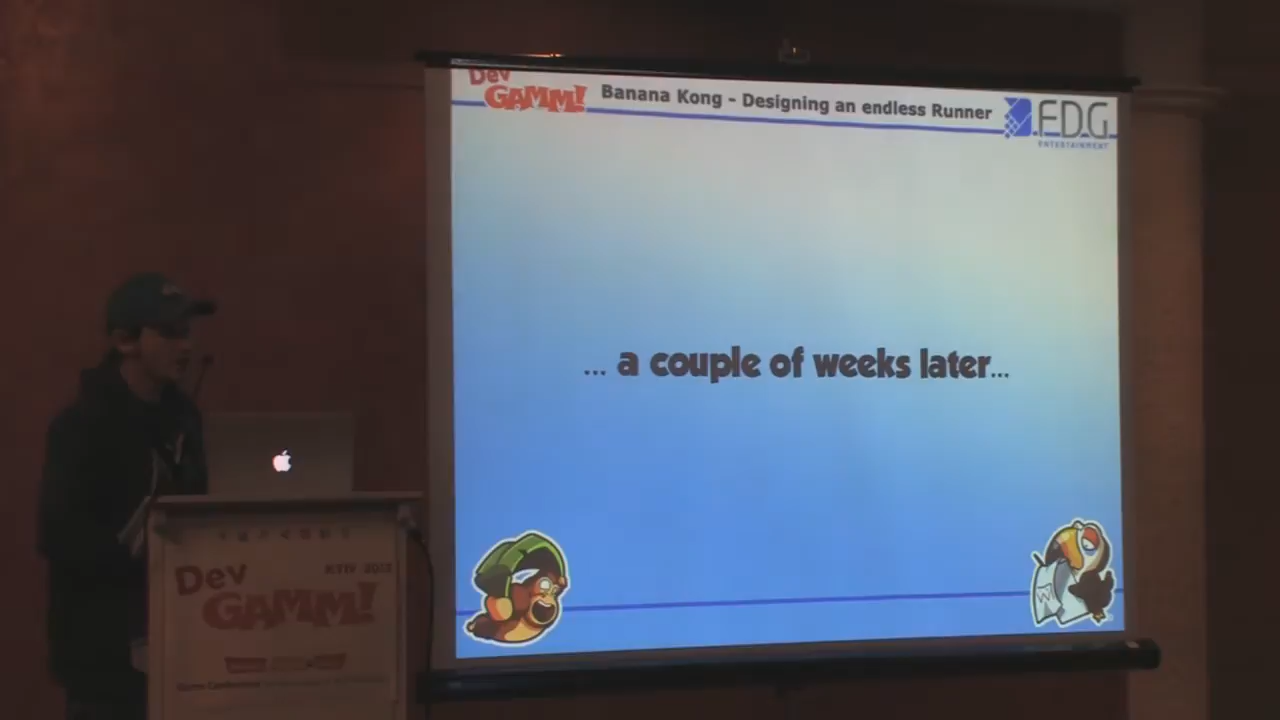 Dev
GAMM!
Banana Kong - Designing an endless Runner
FDG
ENTERTAINMENT
... a couple of weeks later...
W
Dev
GAMM!
KYIV 2013